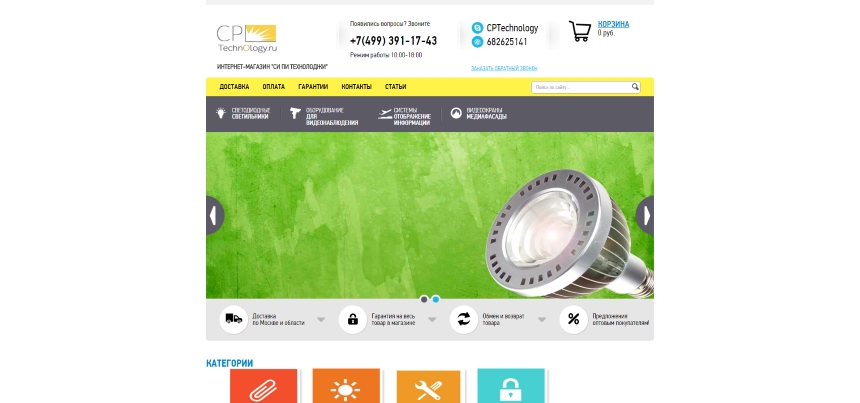 CP
TechnOlogy.ru
ИНТЕРНЕТ-МАГАЗИН "СИ ПИ ТЕХНОЛОДЖИ"
Появились вопросы? Звоните
+7(499) 391-17-43
Режим работы 10:00-18:00
CPTechnology
682625141
ЗАКАЗАТЬ ОБРАТНЫЙ ЗВОНОК
КОРЗИНА
0 руб.
ДОСТАВКА ОПЛАТА ГАРАНТИИ КОНТАКТЫ СТАТЬИ
Поиск по сайту...
СВЕТОДИОДНЫЕ
СВЕТИЛЬНИКИ
ОБОРУДОВАНИЕ
ДЛЯ
ВИДЕОНАБЛЮДЕНИЯ
СИСТЕМЫ
ОТОБРАЖЕНИЕ
ИНФОРМАЦИИ
ВИДЕОЭКРАНЫ
МЕДИАФАСАДЫ
Доставка
по Москве и области
Гарантия на весь
товар в магазине
Обмен и возврат
товара
Предложения
оптовым покупателям!
КАТЕГОРИИ